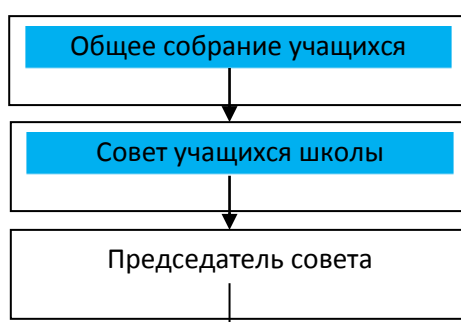 Общее собрание учащихся
Совет учащихся школы
Председатель совета